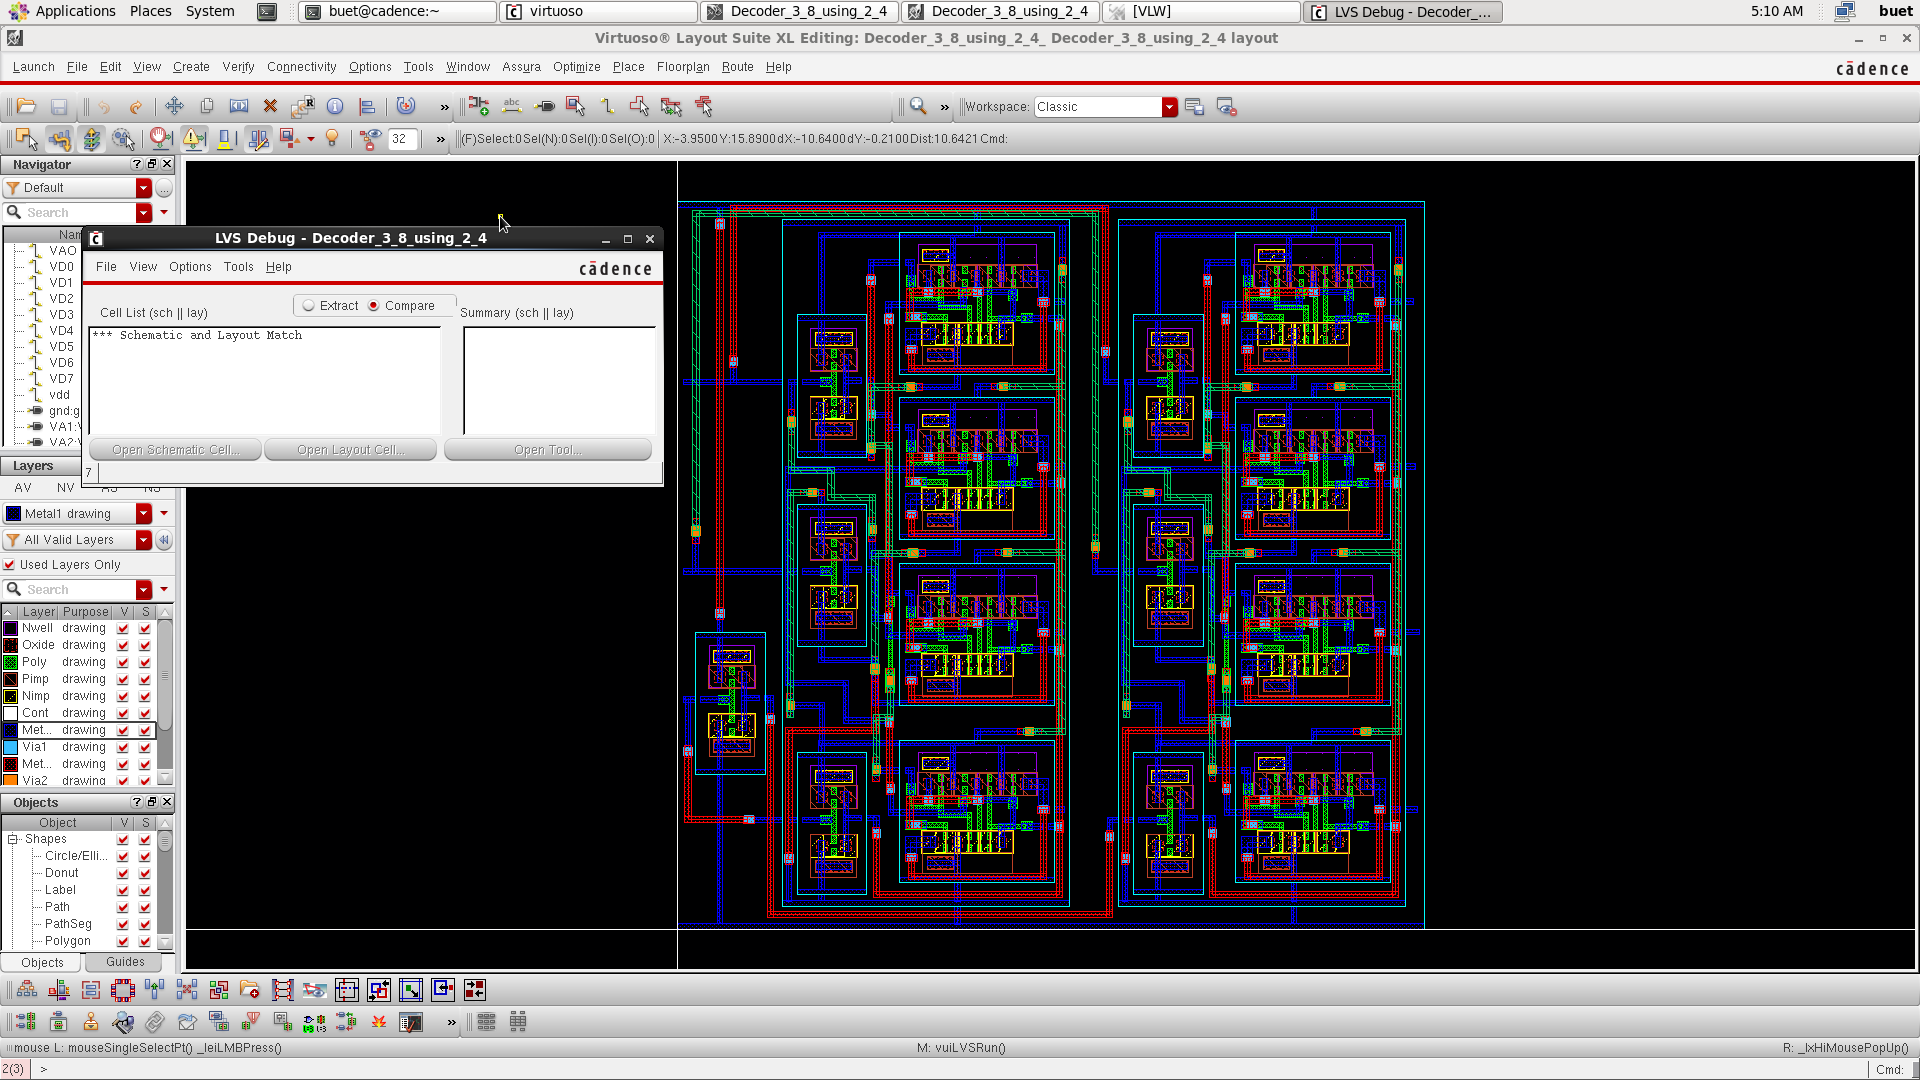 Applications Places System buet@cadence:~ virtuoso Decoder_3_8_using_2_4 Decoder_3_8_using_2_4 [VLW] LVS Debug - Decoder_... 5:10 AM buet
Virtuoso® Layout Suite XL Editing: Decoder_3_8_using_2_4_ Decoder_3_8_using_2_4 layout
Launch File Edit View Create Verify Connectivity Options Tools Window Assura Optimize Place Floorplan Route Help cādence
abc » » Workspace: Classic
32 » (F)Select:0 Sel(N):0 Sel(I):0 Sel(O):0 X:-3.9500 Y:15.8900 dX:-10.6400 dY:-0.2100 Dist:10.6421 Cmd:
Navigator
Default
Search
VA0
VD0
VD1
VD2
VD3
VD4
VD5
VD6
VD7
vdd
LVS Debug - Decoder_3_8_using_2_4
File View Options Tools Help cādence
Cell List (sch || lay) Extract Compare Summary (sch || lay)
*** Schematic and Layout Match
Open Schematic Cell... Open Layout Cell... Open Tool...
7
Layers
AV NV AS NS
Metal1 drawing
All Valid Layers
Used Layers Only
Search
Layer Purpose V S
Nwell drawing
Oxide drawing
Poly drawing
Pimp drawing
Nimp drawing
Cont drawing
Met... drawing
Via1 drawing
Met... drawing
Via2 drawing
Objects
Object V S
Shapes
Circle/Elli...
Donut
Label
Path
PathSeg
Polygon
Objects Guides
»
mouse L: mouseSingleSelectPt() _leiLMBPress() M: vuiLVSRun() R: _lxHiMousePopUp()
2(3) > Cmd: